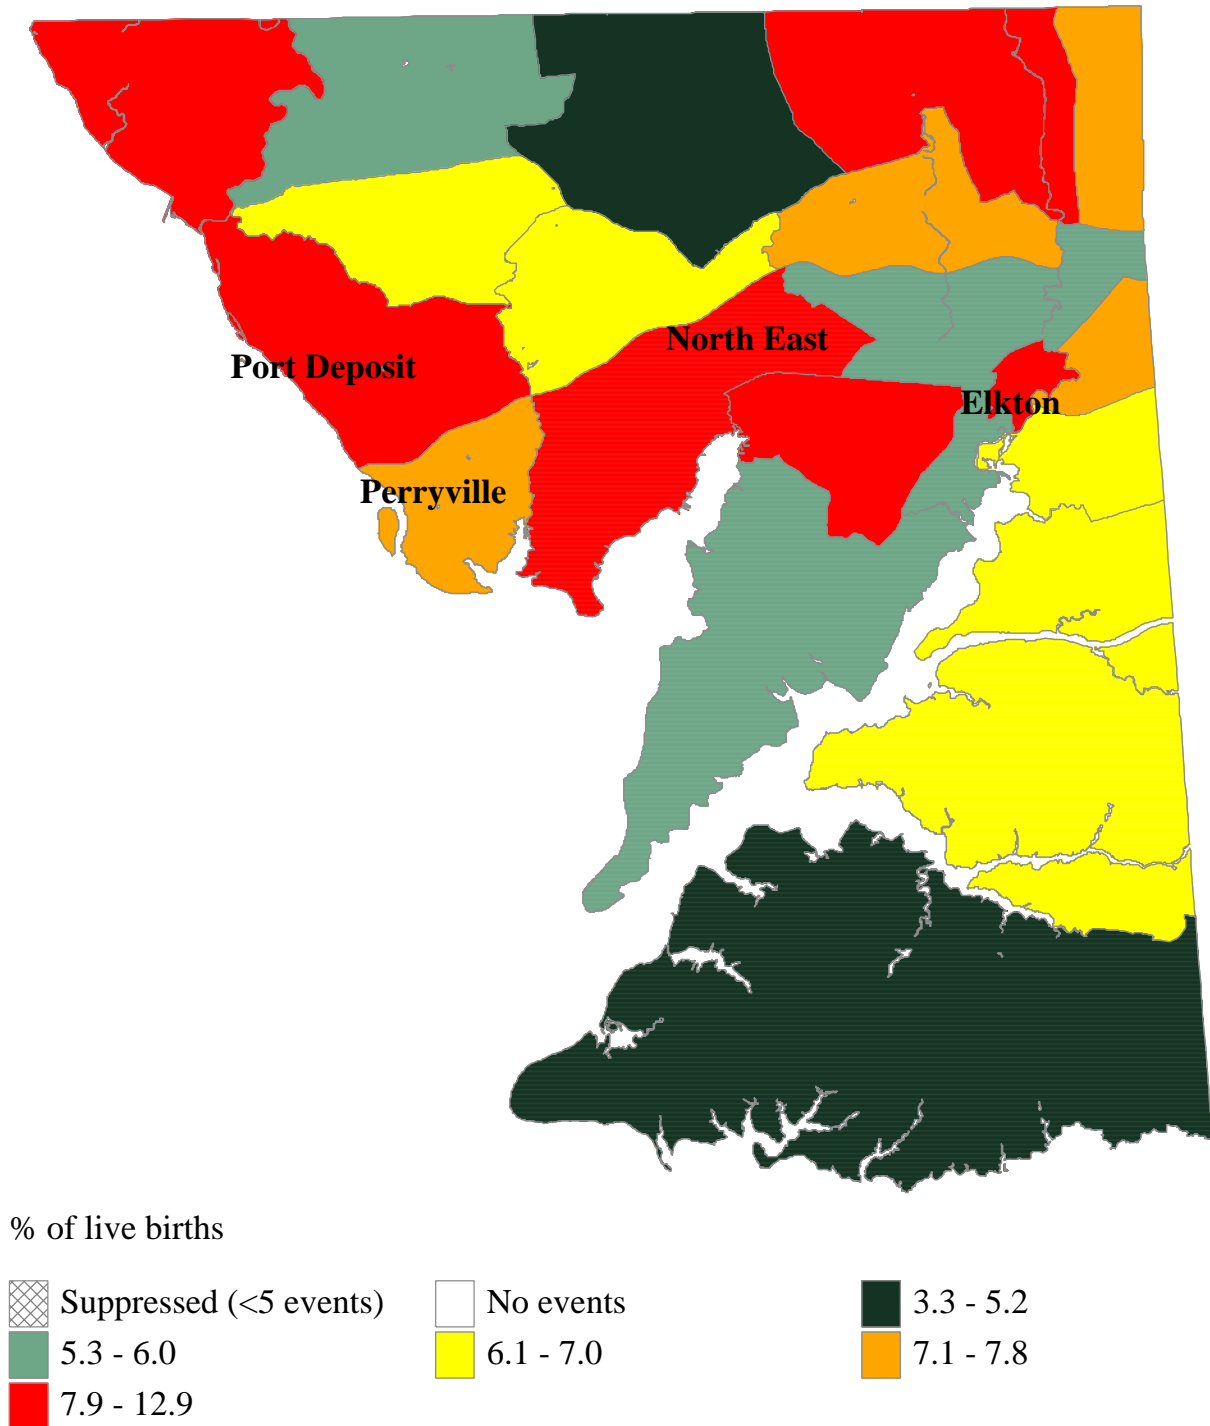 North East
Port Deposit
Elkton
Perryville
% of live births
Suppressed (<5 events)
No events
3.3 - 5.2
5.3 - 6.0
6.1 - 7.0
7.1 - 7.8
7.9 - 12.9